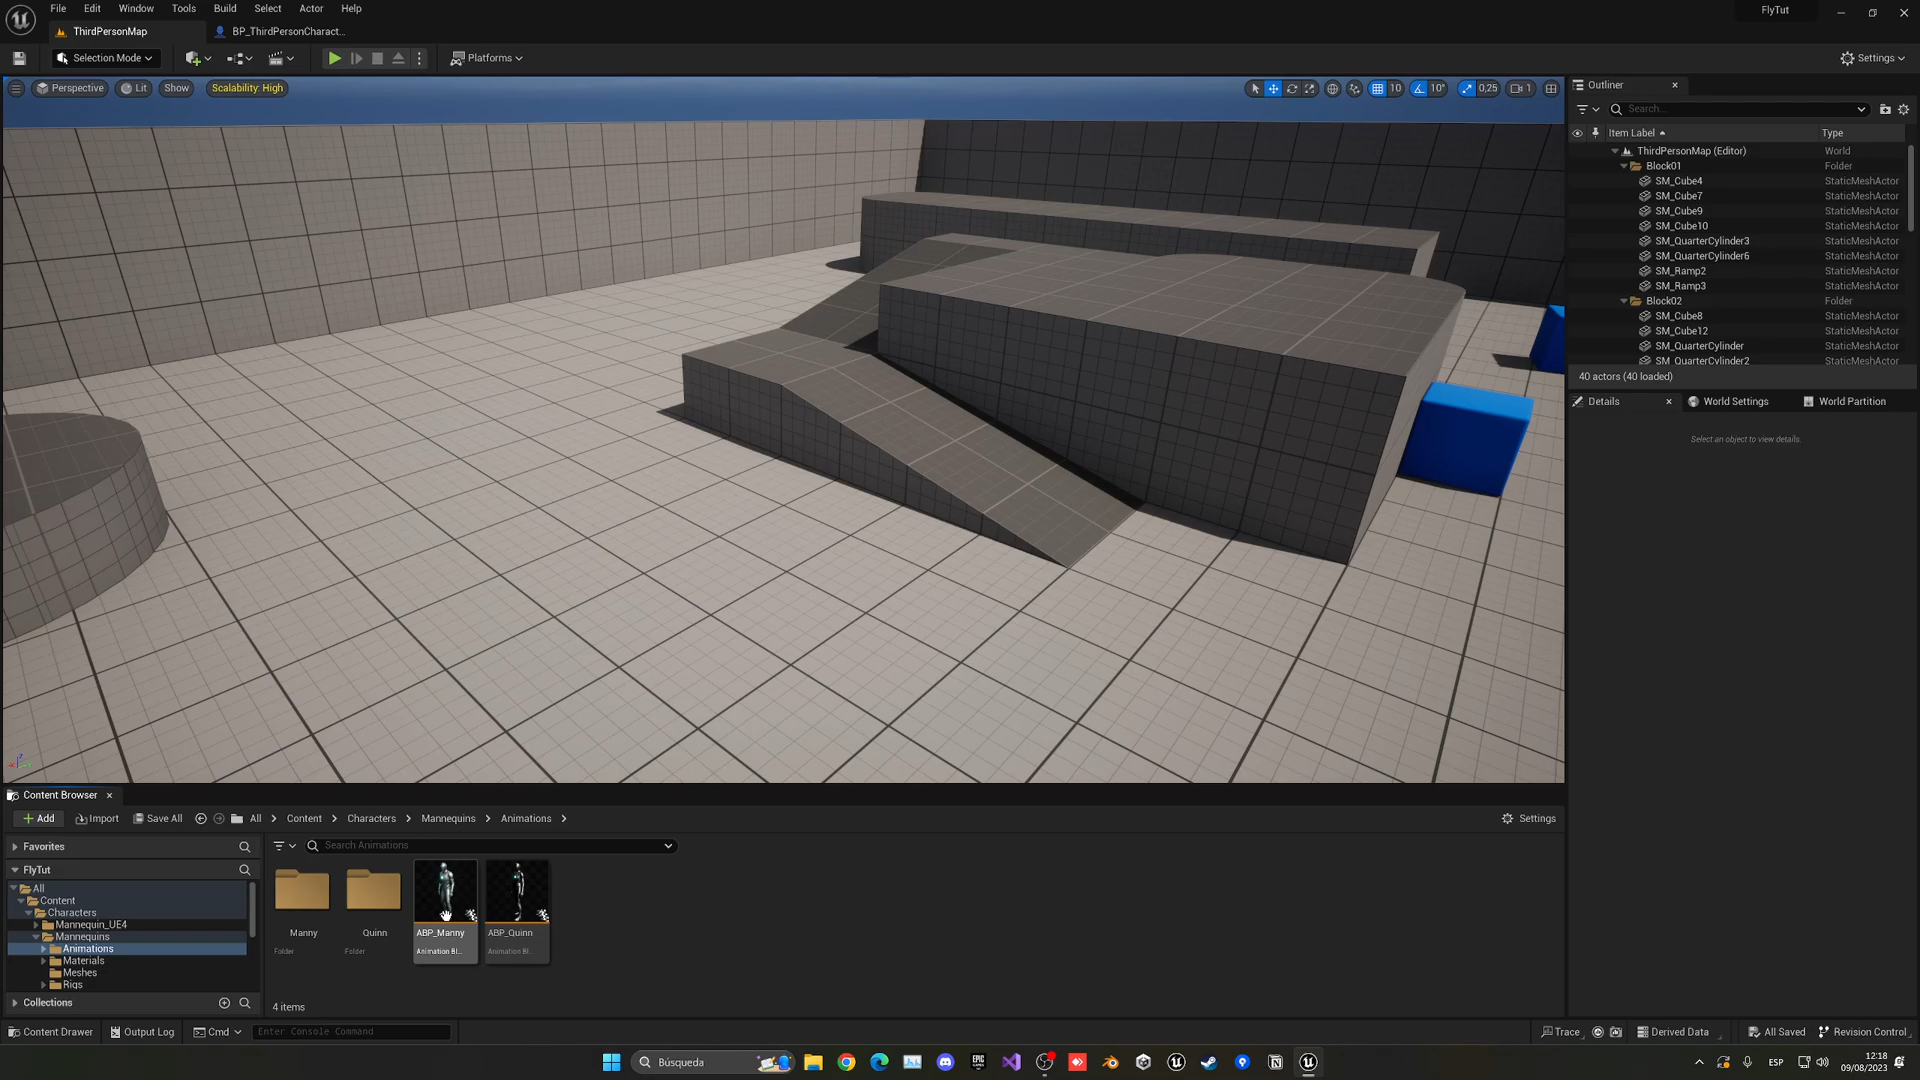 File Edit Window Tools Build Select Actor Help
FlyTut
ThirdPersonMap
BP_ThirdPersonCharact...
Selection Mode
Platforms
Settings
Perspective
Lit
Show
Scalability: High
10
10°
0,25
1
Outliner
Search...
Item Label
Type
ThirdPersonMap (Editor) World
Block01 Folder
SM_Cube4 StaticMeshActor
SM_Cube7 StaticMeshActor
SM_Cube9 StaticMeshActor
SM_Cube10 StaticMeshActor
SM_QuarterCylinder3 StaticMeshActor
SM_QuarterCylinder6 StaticMeshActor
SM_Ramp2 StaticMeshActor
SM_Ramp3 StaticMeshActor
Block02 Folder
SM_Cube8 StaticMeshActor
SM_Cube12 StaticMeshActor
SM_QuarterCylinder StaticMeshActor
SM_QuarterCylinder2 StaticMeshActor
40 actors (40 loaded)
Details
World Settings
World Partition
Select an object to view details.
Content Browser
Add
Import
Save All
All
Content
Characters
Mannequins
Animations
Settings
Favorites
Search Animations
FlyTut
All
Content
Characters
Mannequin_UE4
Mannequins
Animations
Materials
Meshes
Rigs
Collections
Manny
Folder
Quinn
Folder
ABP_Manny
Animation Bl...
ABP_Quinn
Animation Bl...
4 items
Content Drawer
Output Log
Cmd
Enter Console Command
Trace
Derived Data
All Saved
Revision Control
Búsqueda
ESP
12:18
09/08/2023